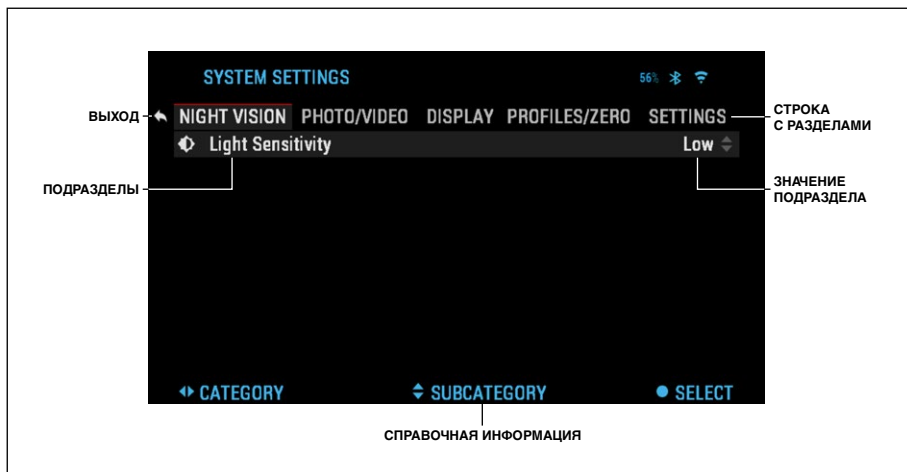 SYSTEM SETTINGS 56%
ВЫХОД NIGHT VISION PHOTO/VIDEO DISPLAY PROFILES/ZERO SETTINGS СТРОКА
С РАЗДЕЛАМИ
Light Sensitivity Low
ПОДРАЗДЕЛЫ
ЗНАЧЕНИЕ
ПОДРАЗДЕЛА
CATEGORY SUBCATEGORY SELECT
СПРАВОЧНАЯ ИНФОРМАЦИЯ